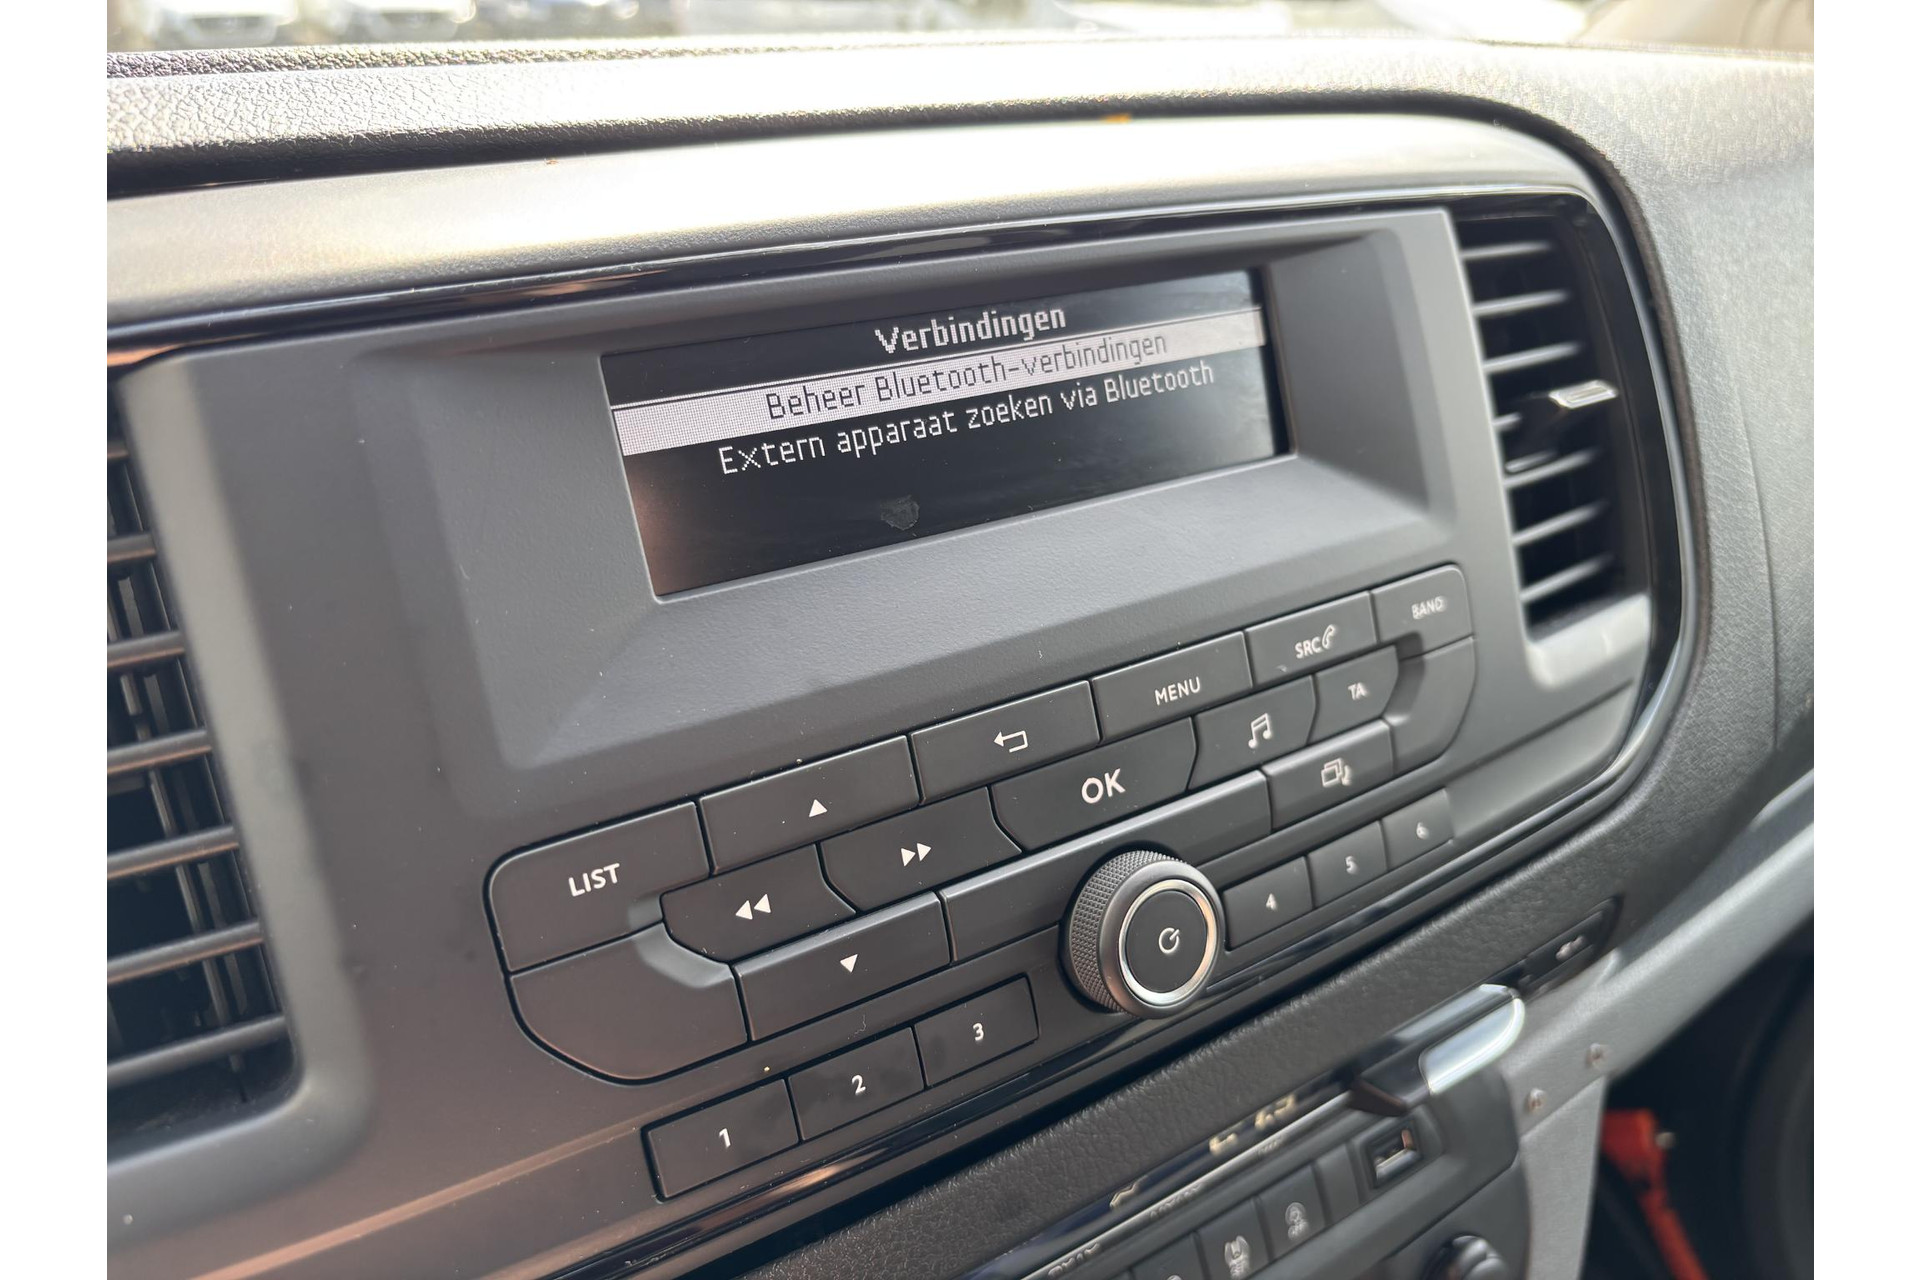 Verbindingen
Beheer Bluetooth-verbindingen
Extern apparaat zoeken via Bluetooth
BAND
SRC
MENU
TA
OK
LIST
1
2
3
4
5
6